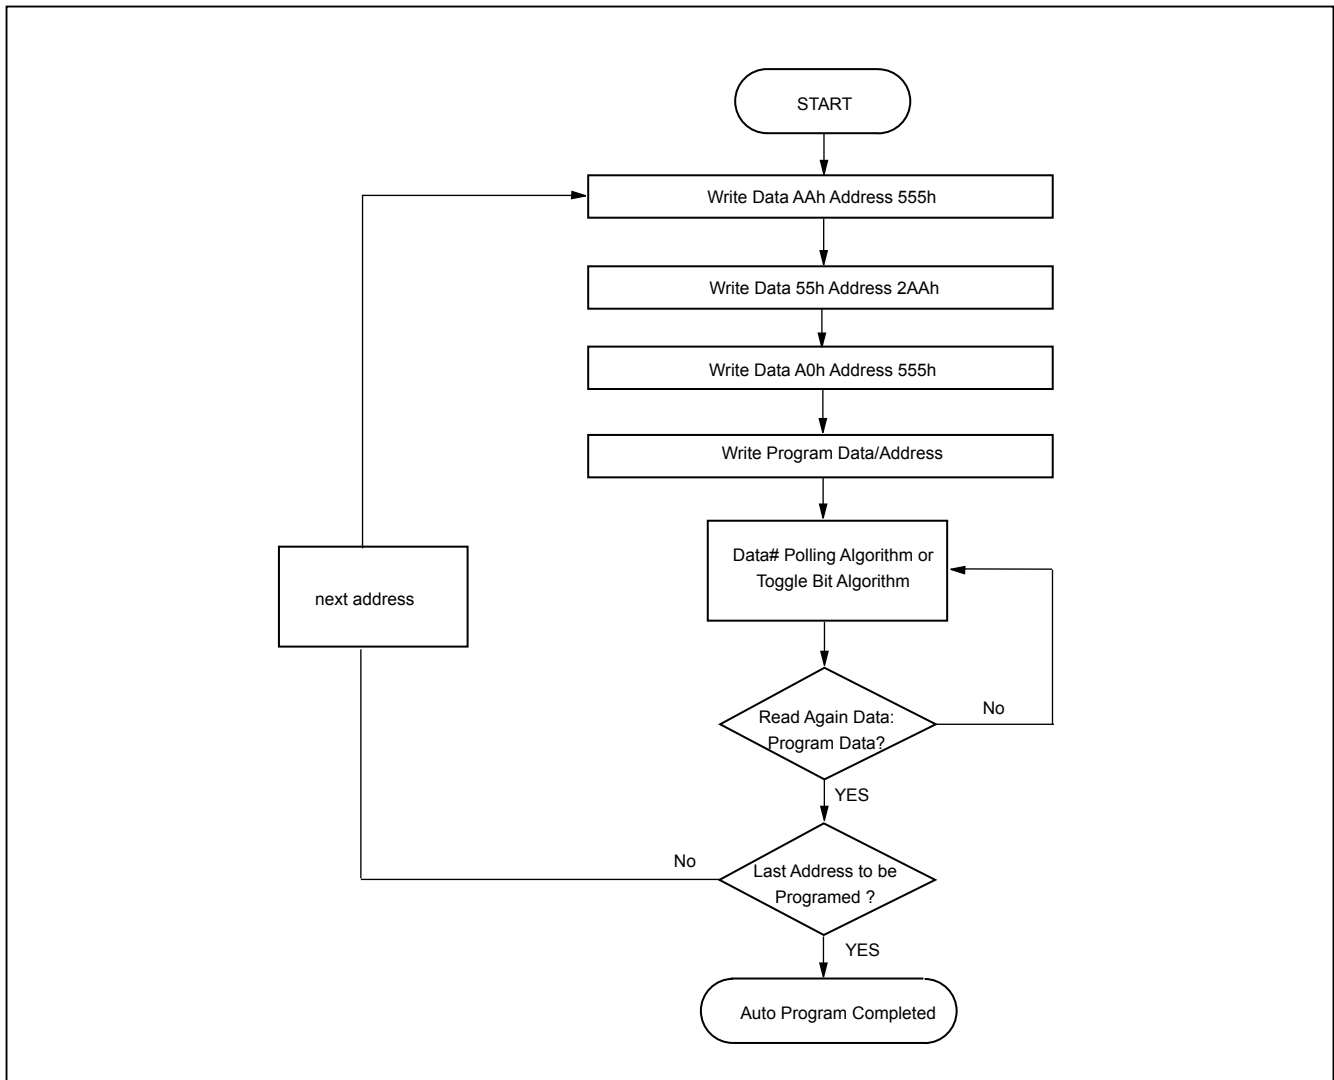 START
Write Data AAh Address 555h
Write Data 55h Address 2AAh
Write Data A0h Address 555h
Write Program Data/Address
Data# Polling Algorithm or
Toggle Bit Algorithm
next address
Read Again Data:
Program Data?
No
YES
Last Address to be
Programed ?
No
YES
Auto Program Completed